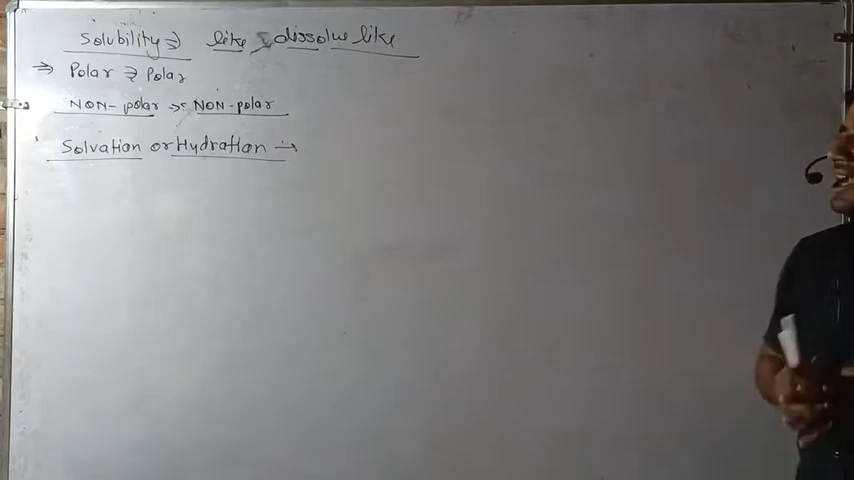 Solubility ⇒ like dissolve like
⇒ Polar ⇒ Polar
NON-polar →: NON-polar
Solvation or Hydration →